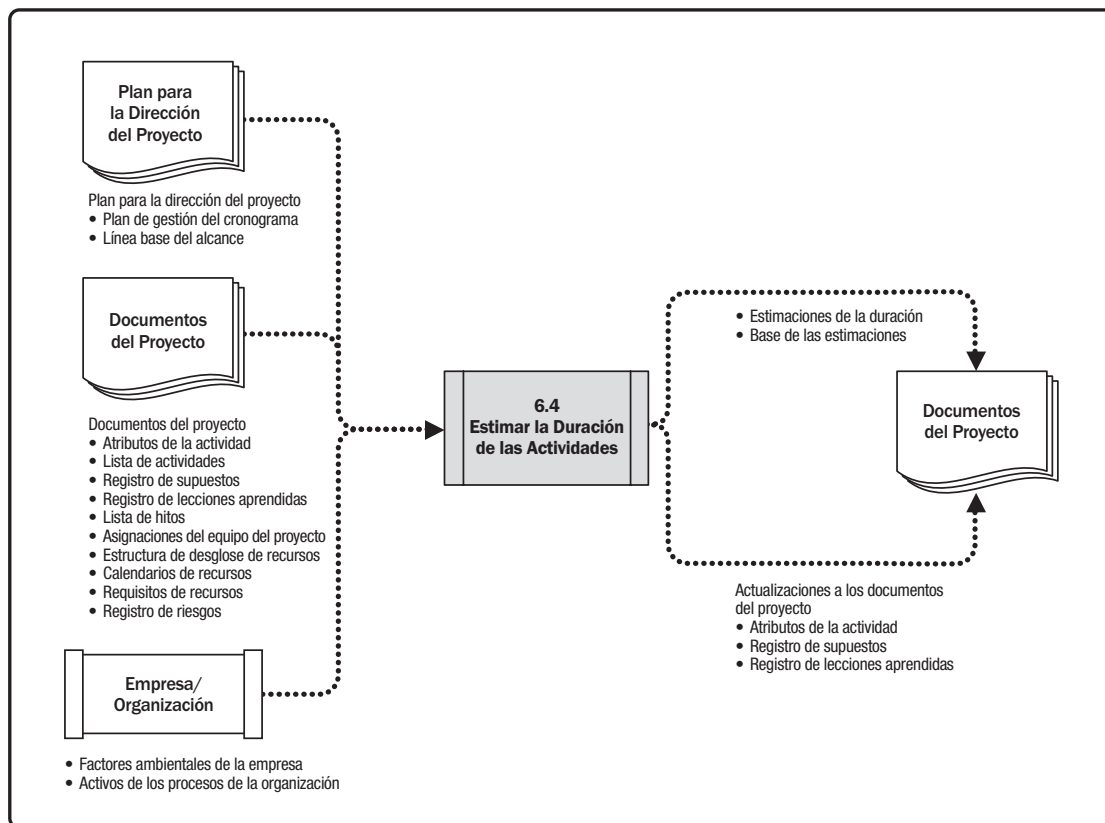 Plan para
la Dirección
del Proyecto
Plan para la dirección del proyecto
• Plan de gestión del cronograma
• Línea base del alcance
Documentos
del Proyecto
Documentos del proyecto
• Atributos de la actividad
• Lista de actividades
• Registro de supuestos
• Registro de lecciones aprendidas
• Lista de hitos
• Asignaciones del equipo del proyecto
• Estructura de desglose de recursos
• Calendarios de recursos
• Requisitos de recursos
• Registro de riesgos
Empresa/
Organización
• Factores ambientales de la empresa
• Activos de los procesos de la organización
6.4
Estimar la Duración
de las Actividades
• Estimaciones de la duración
• Base de las estimaciones
Documentos
del Proyecto
Actualizaciones a los documentos
del proyecto
• Atributos de la actividad
• Registro de supuestos
• Registro de lecciones aprendidas